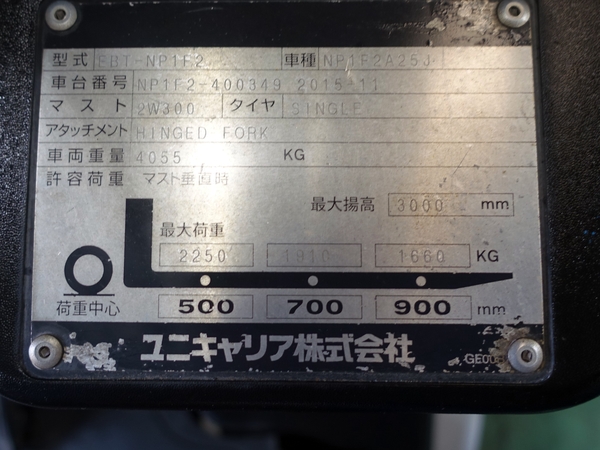 型式 EBT-NP1F2 車種 NP1F2A25J
車台番号 NP1F2-400349 2015-11
マスト 2W300 タイヤ SINGLE
アタッチメント HINGED FORK
車両重量 4055 KG
許容荷重 マスト垂直時
最大揚高 3000 mm
最大荷重
2250 1910 1660 KG
荷重中心 500 700 900 mm
ユニキャリア株式会社